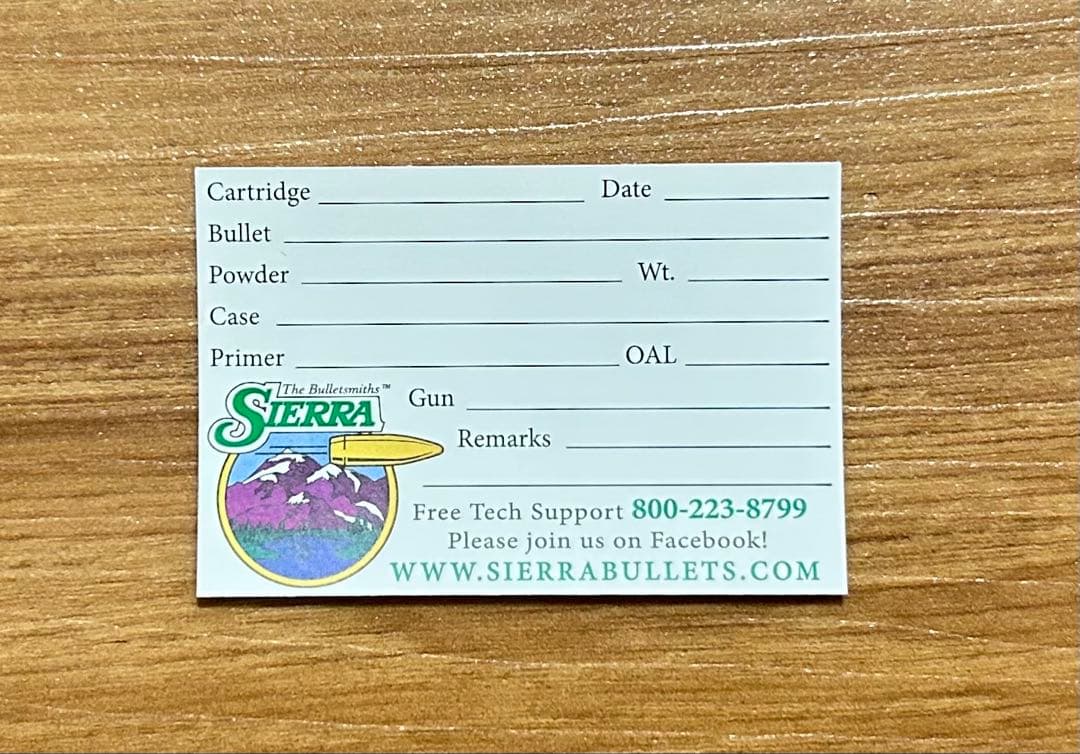 Cartridge Date
Bullet
Powder Wt.
Case
Primer OAL
The Bulletsmiths™
SIERRA
Gun
Remarks
Free Tech Support 800-223-8799
Please join us on Facebook!
WWW.SIERRABULLETS.COM